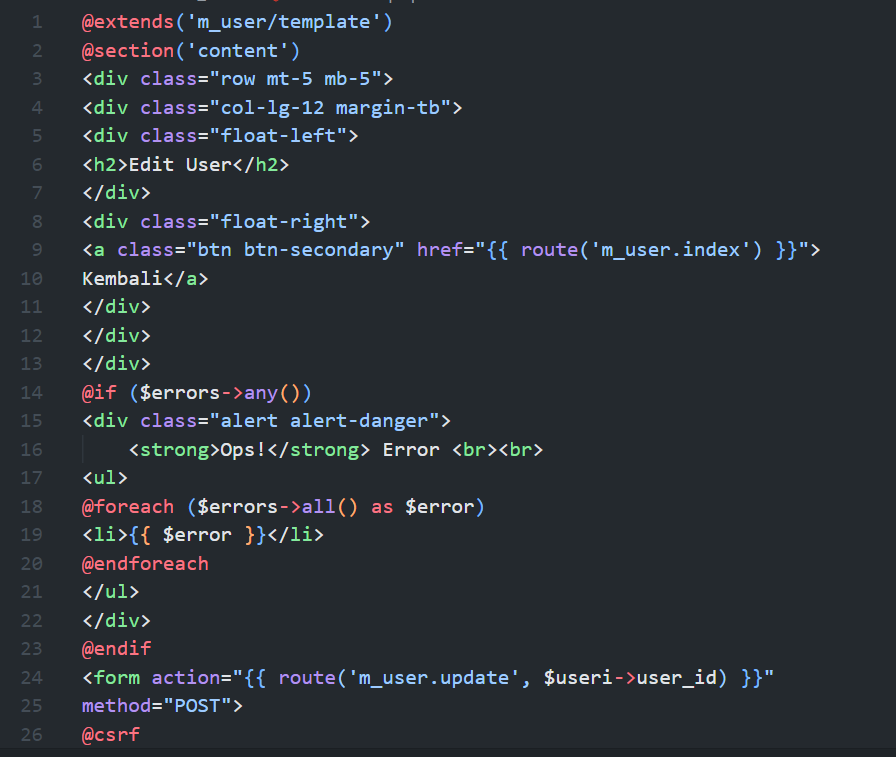 1 @extends('m_user/template')
2 @section('content')
3 <div class="row mt-5 mb-5">
4 <div class="col-lg-12 margin-tb">
5 <div class="float-left">
6 <h2>Edit User</h2>
7 </div>
8 <div class="float-right">
9 <a class="btn btn-secondary" href="{{ route('m_user.index') }}">
10 Kembali</a>
11 </div>
12 </div>
13 </div>
14 @if ($errors->any())
15 <div class="alert alert-danger">
16     <strong>Ops!</strong> Error <br><br>
17 <ul>
18 @foreach ($errors->all() as $error)
19 <li>{{ $error }}</li>
20 @endforeach
21 </ul>
22 </div>
23 @endif
24 <form action="{{ route('m_user.update', $useri->user_id) }}"
25 method="POST">
26 @csrf